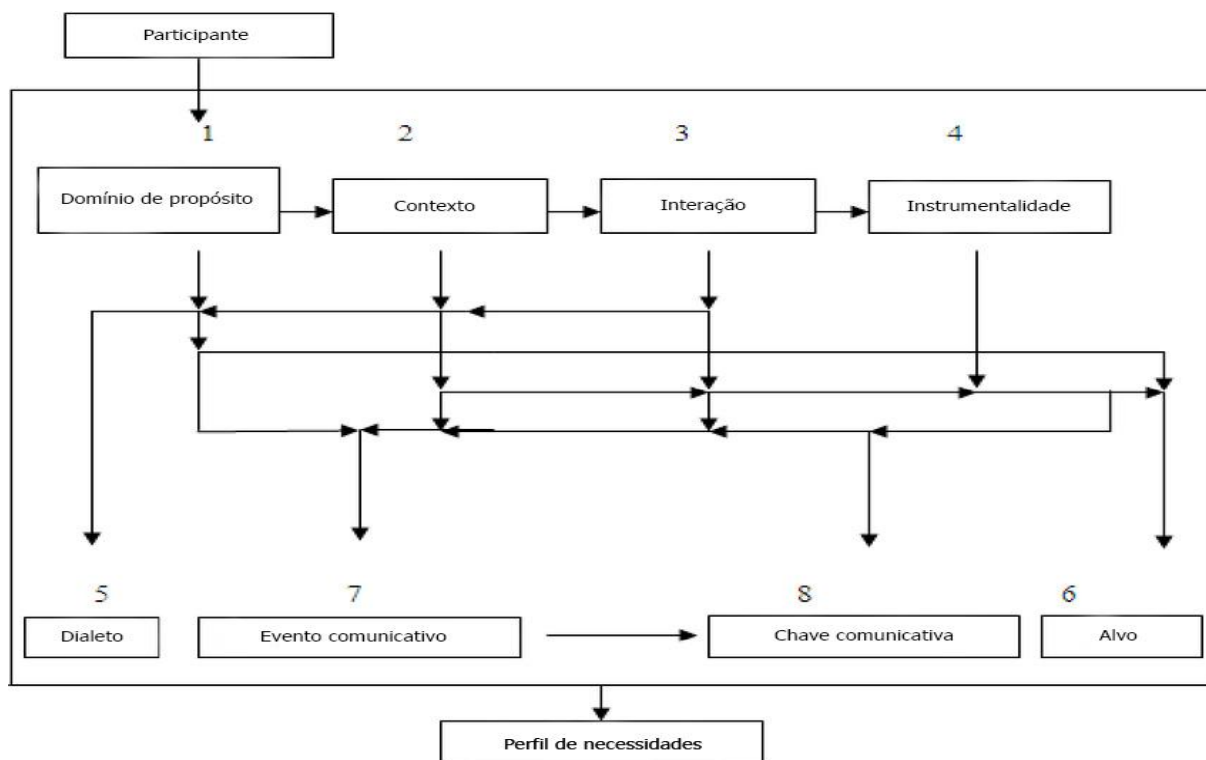 Participante
1 2 3 4
Domínio de propósito
Contexto
Interação
Instrumentalidade
5 7 8 6
Dialeto
Evento comunicativo
Chave comunicativa
Alvo
Perfil de necessidades